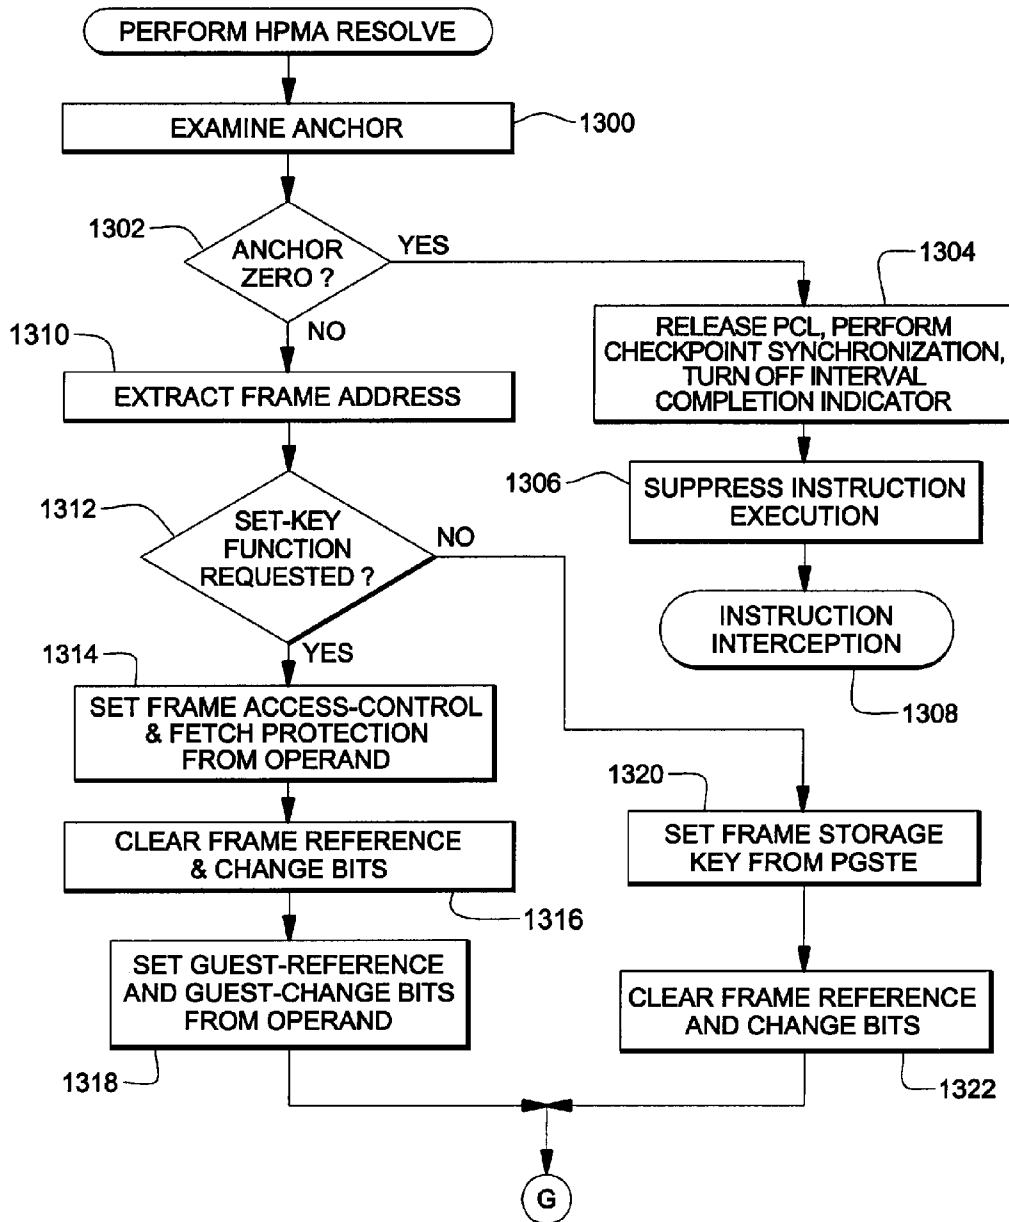 PERFORM HPMA RESOLVE
EXAMINE ANCHOR
1300
1302
ANCHOR
ZERO ?
YES
NO
1304
RELEASE PCL, PERFORM
CHECKPOINT SYNCHRONIZATION,
TURN OFF INTERVAL
COMPLETION INDICATOR
1310
EXTRACT FRAME ADDRESS
1306
SUPPRESS INSTRUCTION
EXECUTION
1312
SET-KEY
FUNCTION
REQUESTED ?
NO
YES
INSTRUCTION
INTERCEPTION
1308
1314
SET FRAME ACCESS-CONTROL
& FETCH PROTECTION
FROM OPERAND
1320
SET FRAME STORAGE
KEY FROM PGSTE
CLEAR FRAME REFERENCE
& CHANGE BITS
1316
SET GUEST-REFERENCE
AND GUEST-CHANGE BITS
FROM OPERAND
1318
CLEAR FRAME REFERENCE
AND CHANGE BITS
1322
G